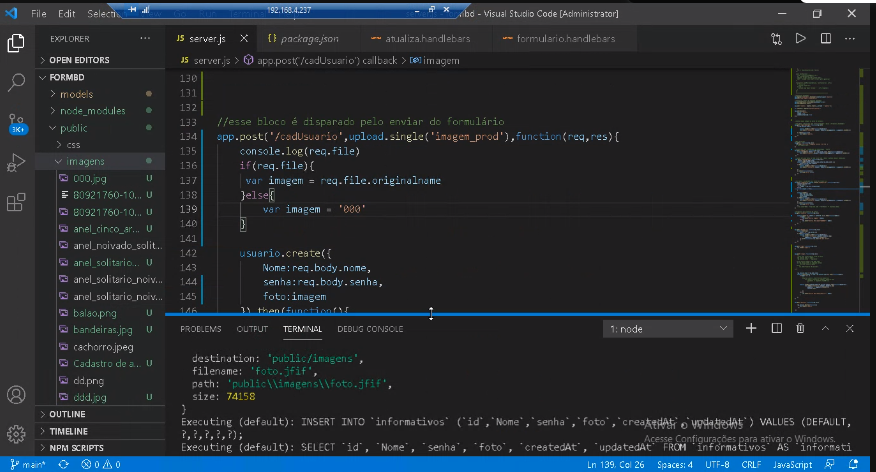 192.168.4.237
File Edit Selectio mbd - Visual Studio Code [Administrator]
EXPLORER
server.js package.json atualiza.handlebars formulario.handlebars
server.js > app.post('/cadUsuario') callback > imagem
OPEN EDITORS
FORMBD
models
node_modules
public U
css
imagens
000.jpg U
80921760-10... U
80921760-10... U
anel_cinco_ar... U
anel_noivado_solit...
anel_solitario... U
anel_solitario_noiv...
anel_solitario_noiv...
balao.png U
bandeiras.jpg U
cachorro.jpeg
Cadastro de a... U
dd.png
ddd.jpg U
OUTLINE
TIMELINE
NPM SCRIPTS
3K+
130
131
132
133 //esse bloco é disparado pelo enviar do formulário
134 app.post('/cadUsuario',upload.single('imagem_prod'),function(req,res){
135 console.log(req.file)
136 if(req.file){
137 var imagem = req.file.originalname
138 }else{
139 var imagem = '000'
140 }
141
142 usuario.create({
143 Nome:req.body.nome,
144 senha:req.body.senha,
145 foto:imagem
146 }).then(function(){
PROBLEMS OUTPUT TERMINAL DEBUG CONSOLE 1: node
destination: 'public/imagens',
filename: 'foto.jfif',
path: 'public\\imagens\\foto.jfif',
size: 74158
}
Executing (default): INSERT INTO `informativos` (`id`,`Nome`,`senha`,`foto`,`createdAt`,`updatedAt`) VALUES (DEFAULT,
?,?,?,?,?);
Executing (default): SELECT `id`, `Nome`, `senha`, `foto`, `createdAt`, `updatedAt` FROM `informativos` AS `informati
Ativar o Windows
Acesse Configurações para ativar o Windows.
main* 0 0 Ln 139, Col 26 Spaces: 4 UTF-8 CRLF JavaScript